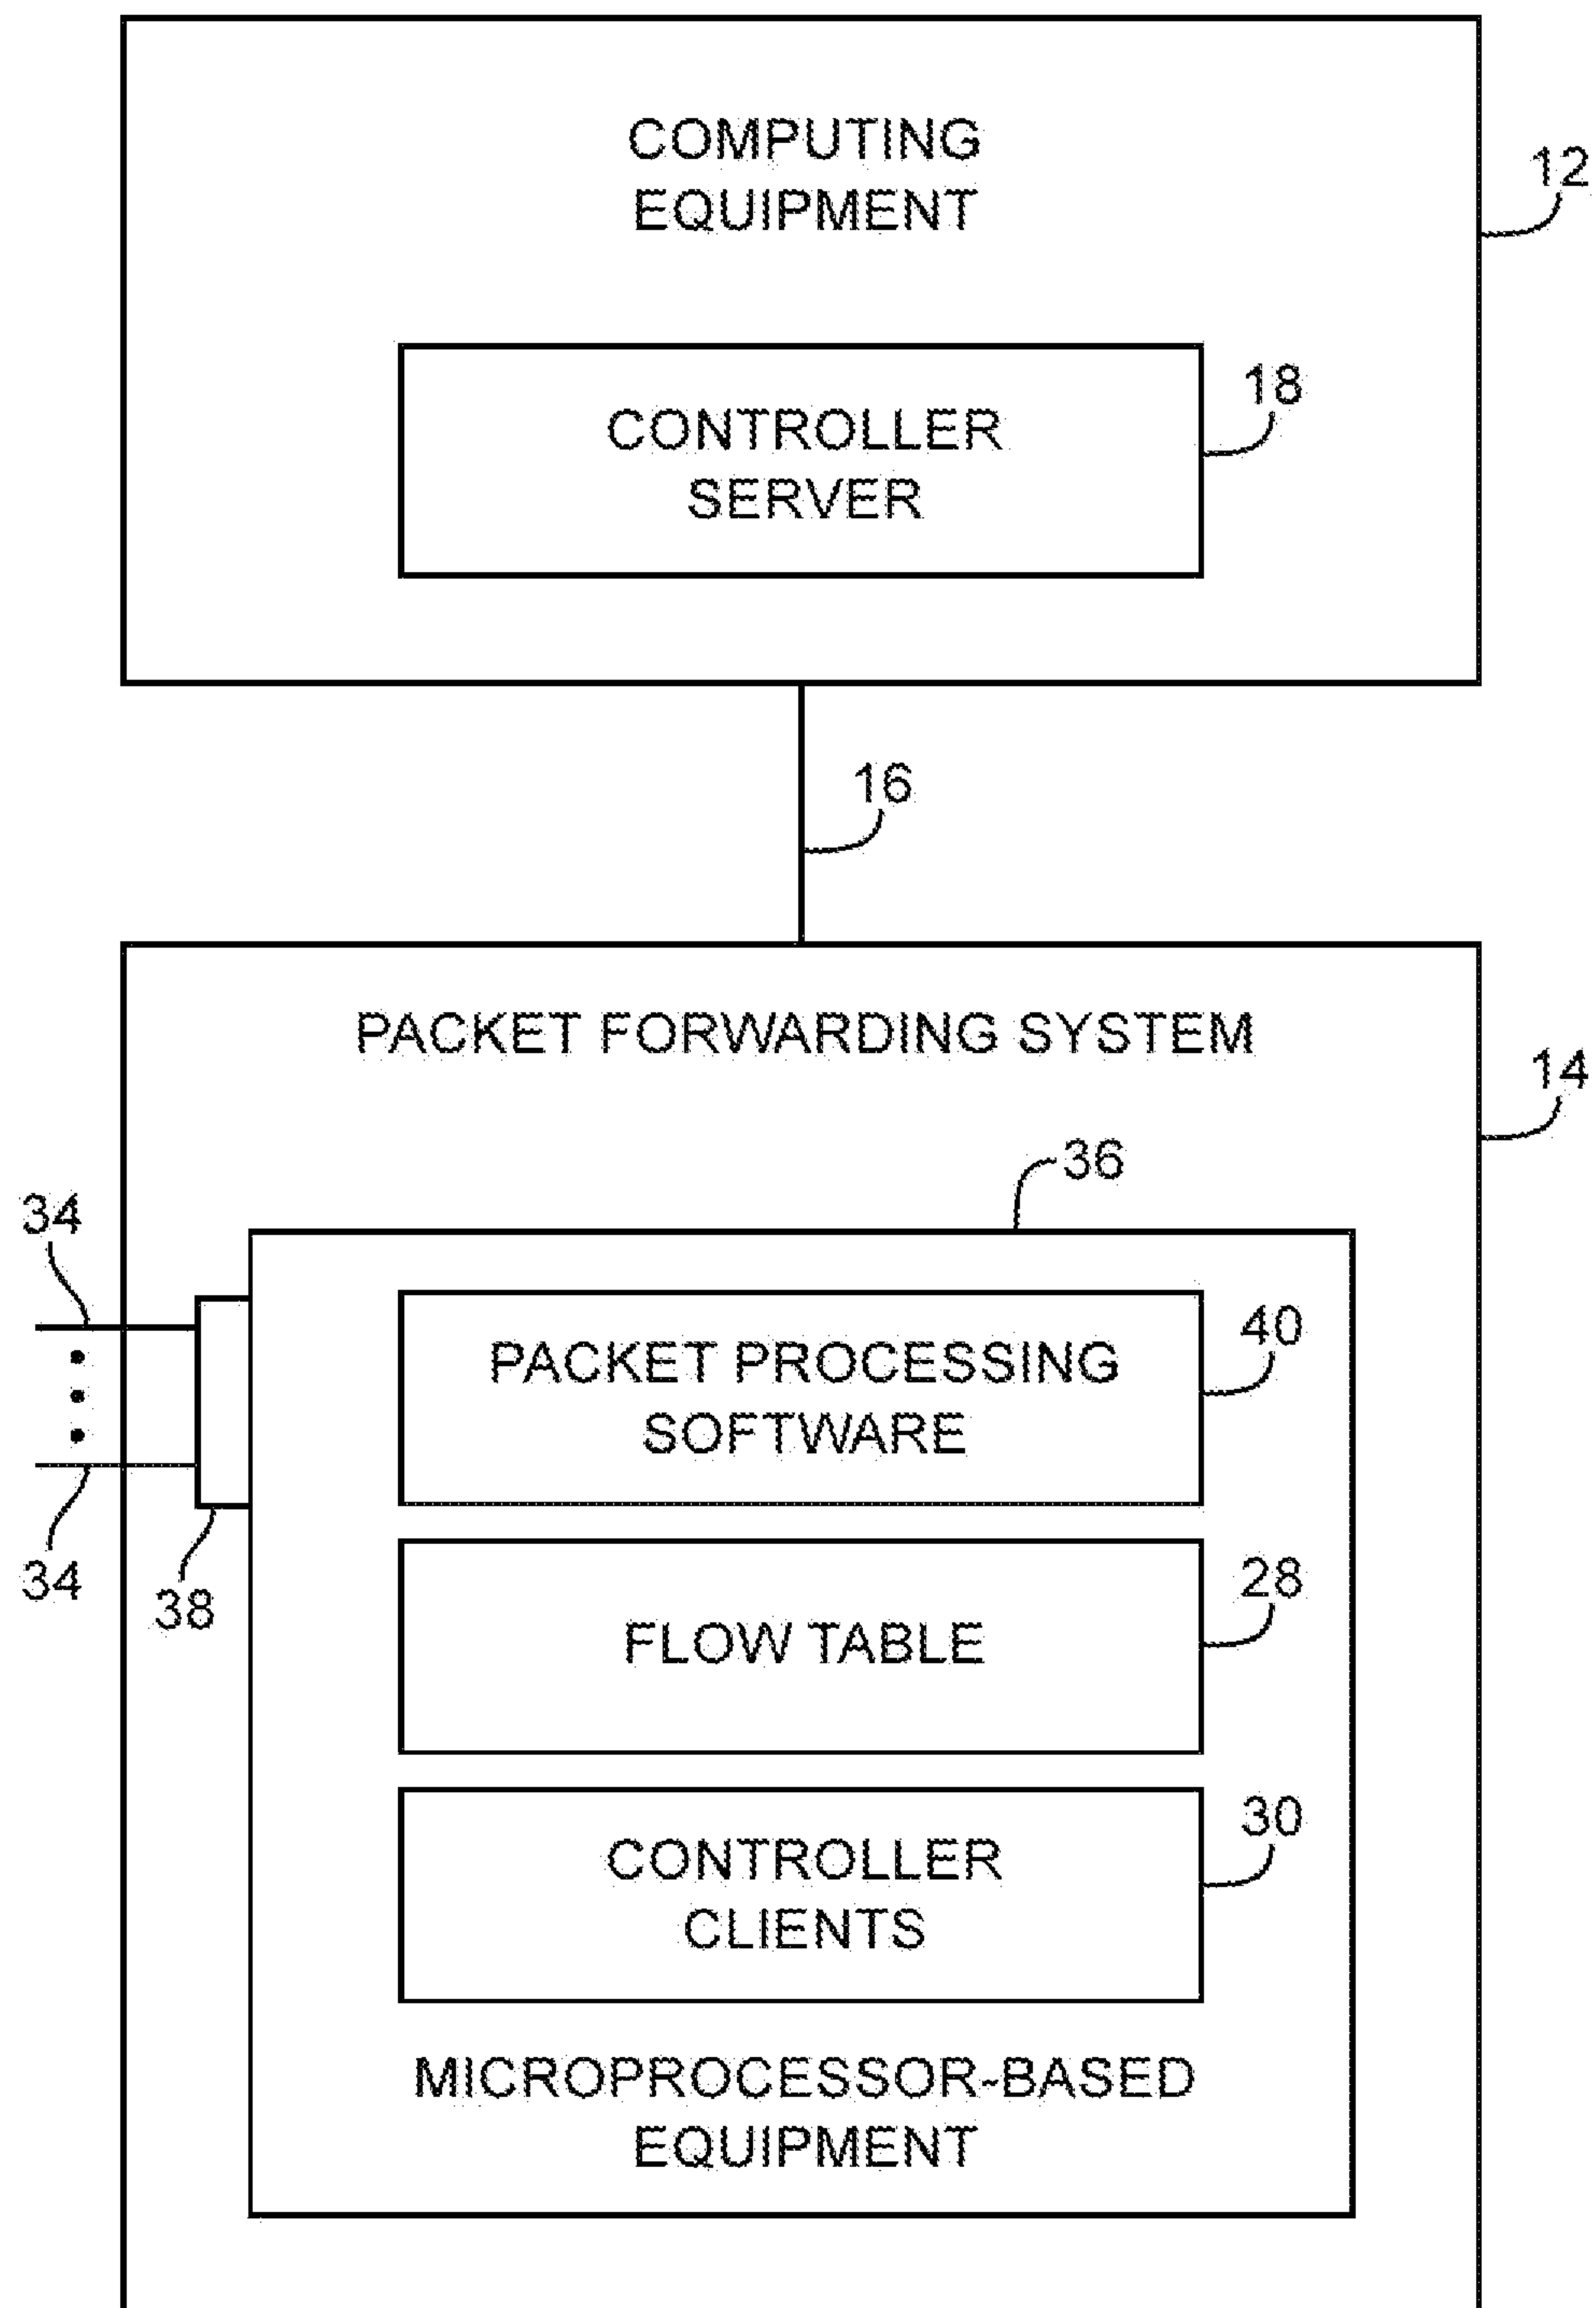 COMPUTING
EQUIPMENT
12
CONTROLLER
SERVER
18
16
PACKET FORWARDING SYSTEM
14
36
34
PACKET PROCESSING
SOFTWARE
40
34
38
FLOW TABLE
28
CONTROLLER
CLIENTS
30
MICROPROCESSOR-BASED
EQUIPMENT